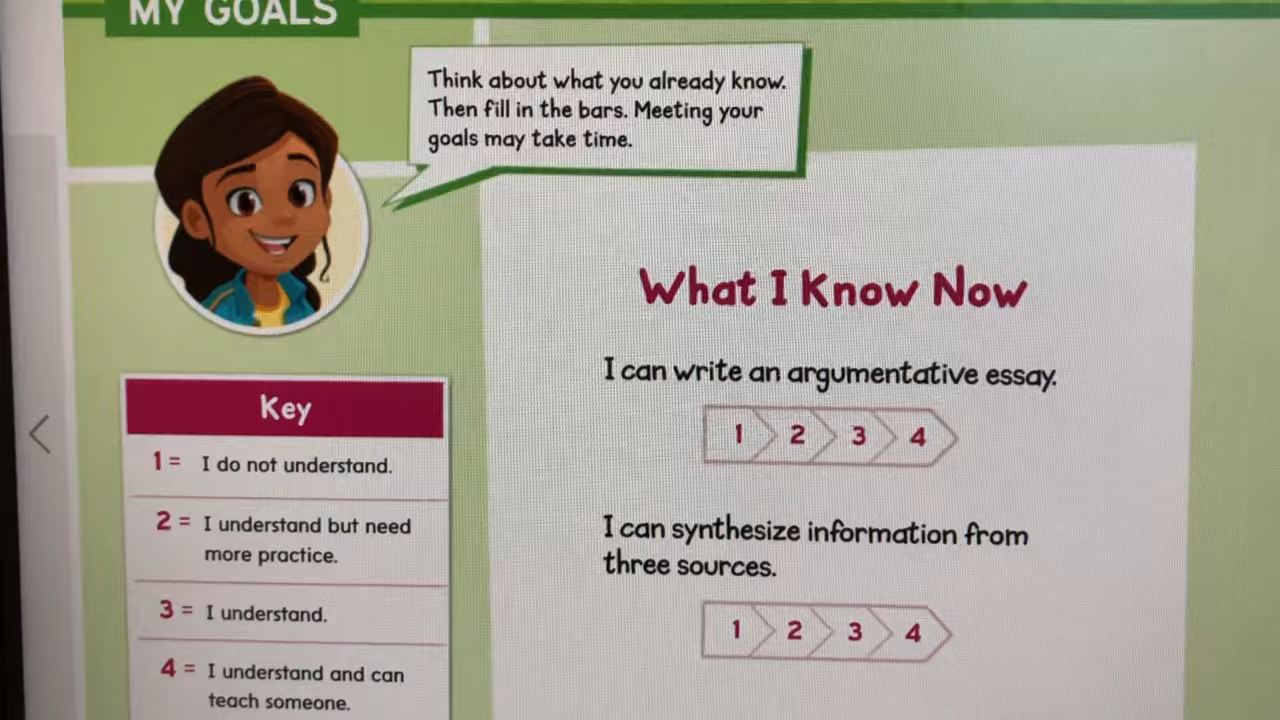 MY GOALS
Think about what you already know.
Then fill in the bars. Meeting your
goals may take time.
Key
1 = I do not understand.
2 = I understand but need
more practice.
3 = I understand.
4 = I understand and can
teach someone.
What I Know Now
I can write an argumentative essay.
1 2 3 4
I can synthesize information from
three sources.
1 2 3 4